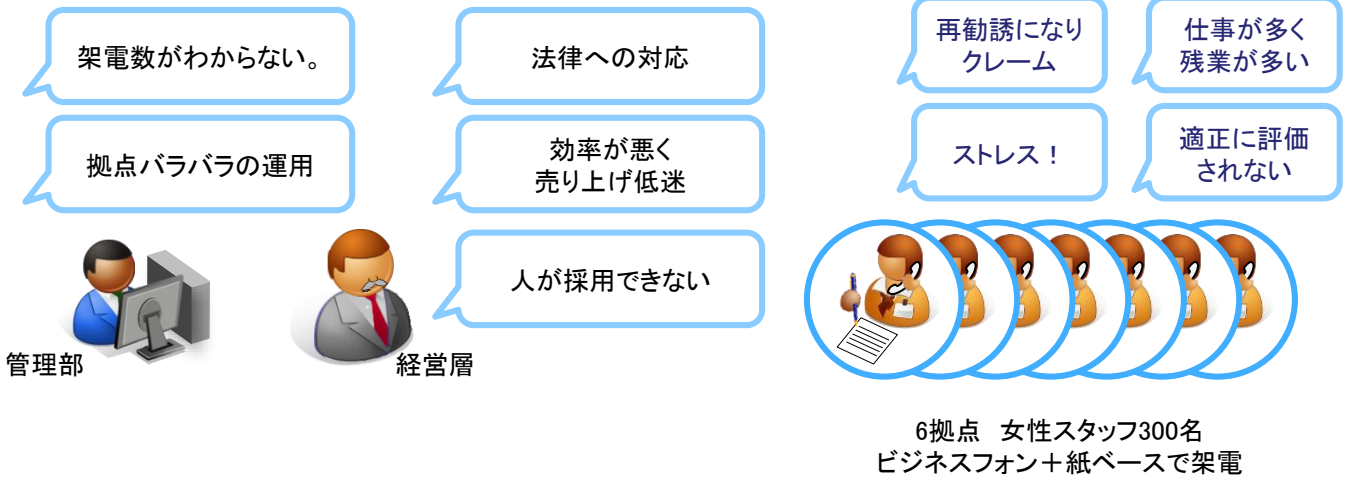 架電数がわからない。
拠点バラバラの運用
管理部
法律への対応
効率が悪く
売り上げ低迷
人が採用できない
経営層
再勧誘になり
クレーム
仕事が多く
残業が多い
ストレス！
適正に評価
されない
6拠点　女性スタッフ300名
ビジネスフォン＋紙ベースで架電